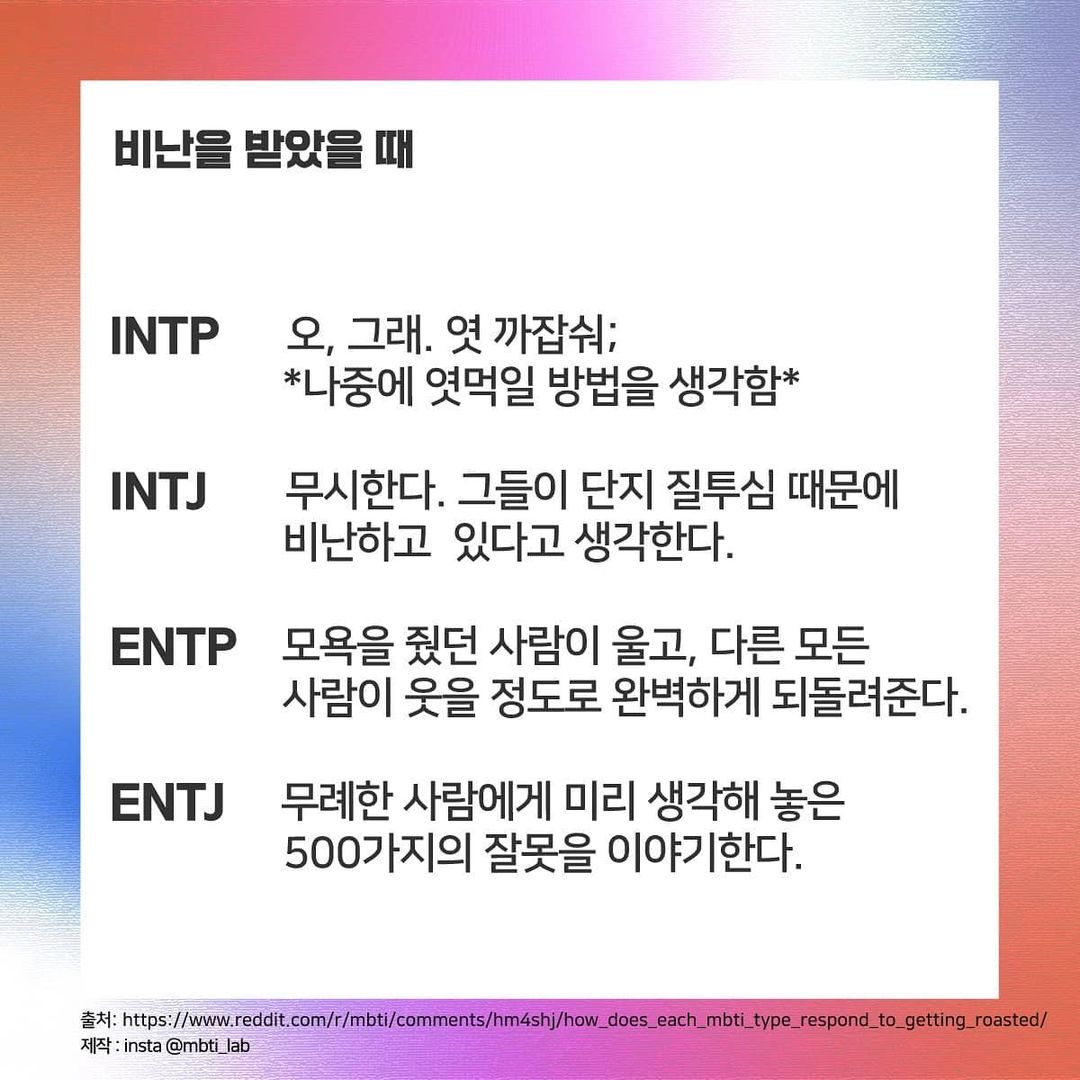 비난을 받았을 때
INTP 오, 그래. 엿 까잡숴;
*나중에 엿먹일 방법을 생각함*
INTJ 무시한다. 그들이 단지 질투심 때문에
비난하고 있다고 생각한다.
ENTP 모욕을 줬던 사람이 울고, 다른 모든
사람이 웃을 정도로 완벽하게 되돌려준다.
ENTJ 무례한 사람에게 미리 생각해 놓은
500가지의 잘못을 이야기한다.
출처: https://www.reddit.com/r/mbti/comments/hm4shj/how_does_each_mbti_type_respond_to_getting_roasted/
제작 : insta @mbti_lab